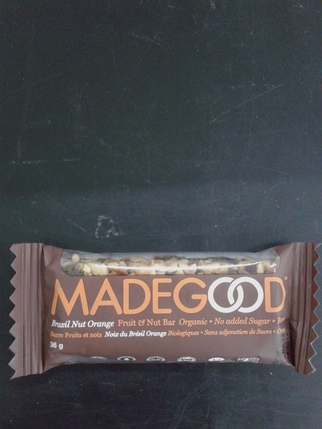 MADEGOOD
Brazil Nut Orange Fruit & Nut Bar Organic • No added Sugar •
Barre Fruits et noix Noix du Brésil Orange Biologiques • Sans adjonction de Sucre •
36 g